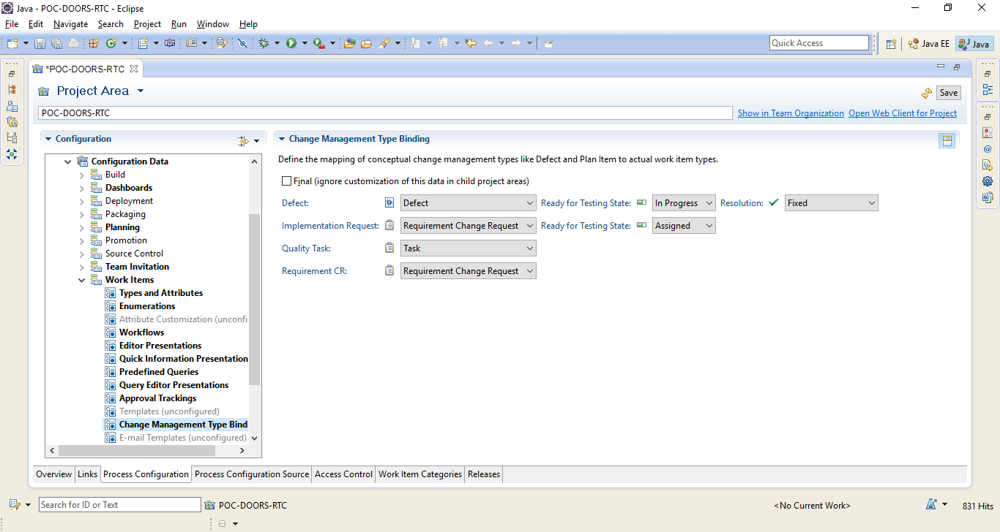 Java - POC-DOORS-RTC - Eclipse
File Edit Navigate Search Project Run Window Help
Quick Access Java EE Java
*POC-DOORS-RTC
Project Area
Save
POC-DOORS-RTC Show in Team Organization Open Web Client for Project
Configuration
Configuration Data
Build
Dashboards
Deployment
Packaging
Planning
Promotion
Source Control
Team Invitation
Work Items
Types and Attributes
Enumerations
Attribute Customization (unconfi
Workflows
Editor Presentations
Quick Information Presentation
Predefined Queries
Query Editor Presentations
Approval Trackings
Templates (unconfigured)
Change Management Type Bind
E-mail Templates (unconfigured)
Change Management Type Binding
Define the mapping of conceptual change management types like Defect and Plan Item to actual work item types.
Final (ignore customization of this data in child project areas)
Defect: Defect Ready for Testing State: In Progress Resolution: Fixed
Implementation Request: Requirement Change Request Ready for Testing State: Assigned
Quality Task: Task
Requirement CR: Requirement Change Request
Overview Links Process Configuration Process Configuration Source Access Control Work Item Categories Releases
Search for ID or Text POC-DOORS-RTC <No Current Work> 831 Hits